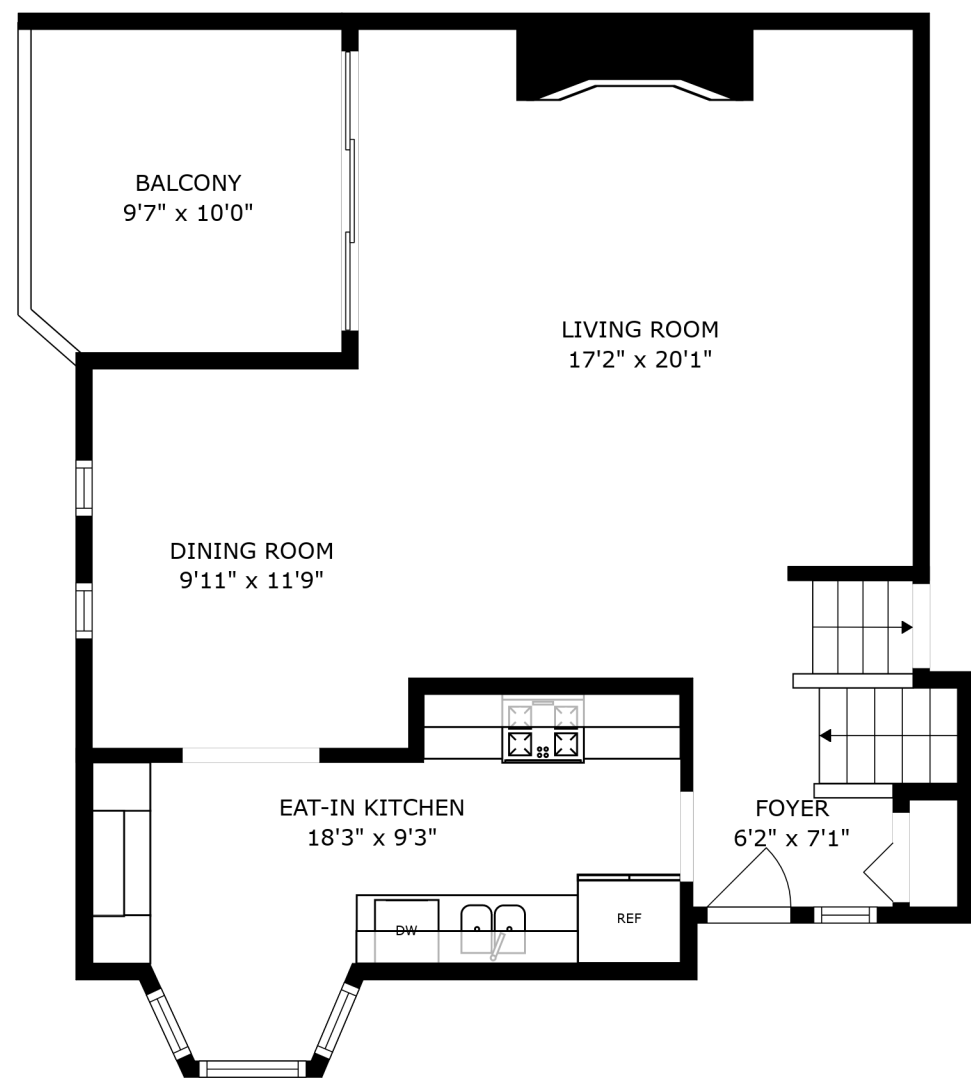 BALCONY
9'7" x 10'0"
LIVING ROOM
17'2" x 20'1"
DINING ROOM
9'11" x 11'9"
EAT-IN KITCHEN
18'3" x 9'3"
FOYER
6'2" x 7'1"
DW
REF